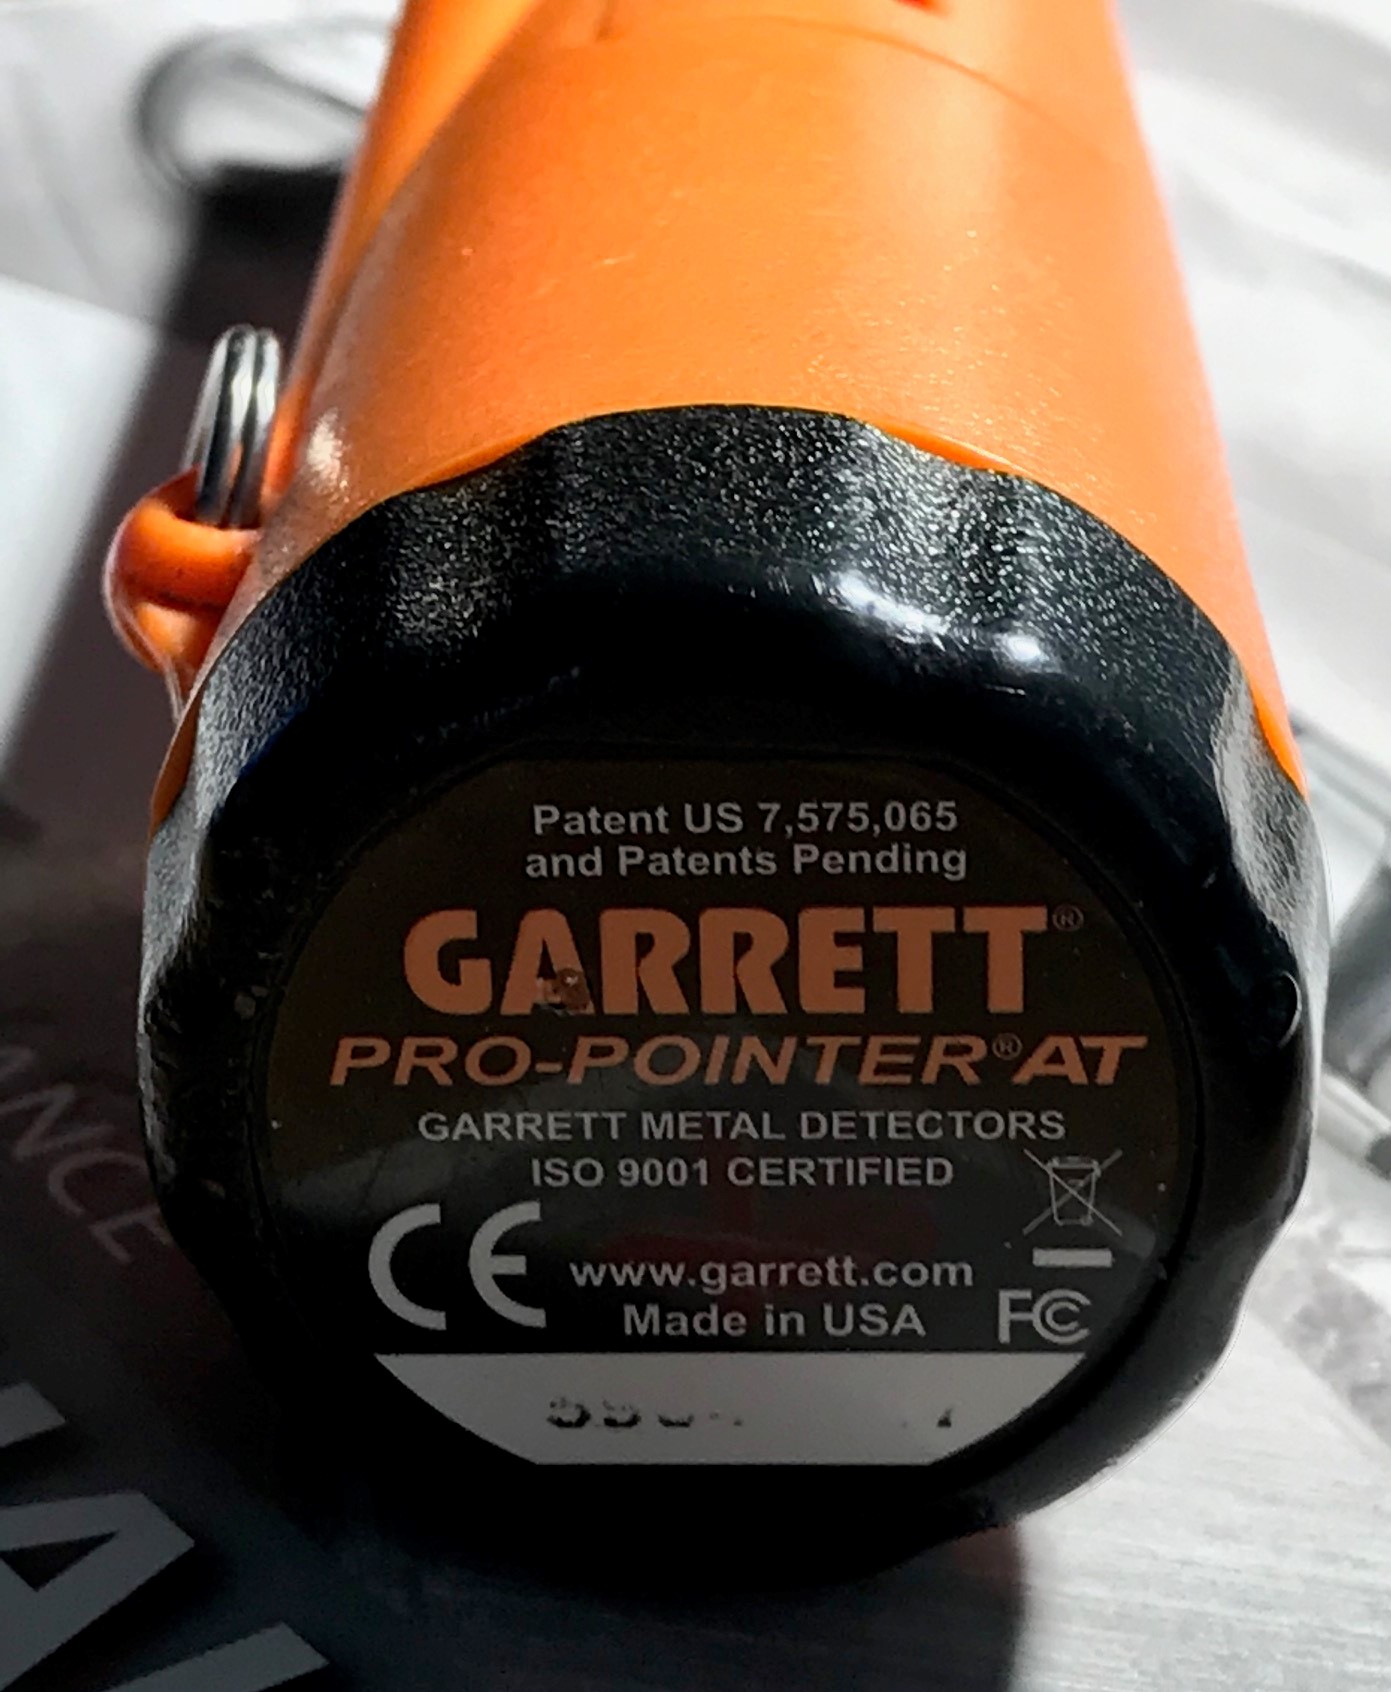 Patent US 7,575,065
and Patents Pending
GARRETT®
PRO-POINTER® AT
GARRETT METAL DETECTORS
ISO 9001 CERTIFIED
CE
www.garrett.com
Made in USA
FC